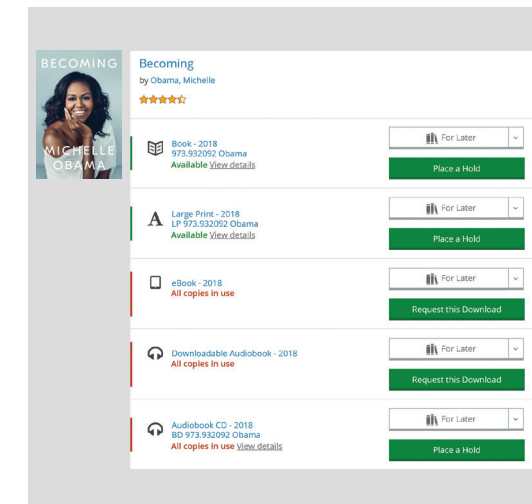 BECOMING
MICHELLE
OBAMA
Becoming
by Obama, Michelle
Book - 2018
973.932092 Obama
Available View details
For Later
Place a Hold
A
Large Print - 2018
LP 973.932092 Obama
Available View details
For Later
Place a Hold
eBook - 2018
All copies in use
For Later
Request this Download
Downloadable Audiobook - 2018
All copies in use
For Later
Request this Download
Audiobook CD - 2018
BD 973.932092 Obama
All copies in use View details
For Later
Place a Hold